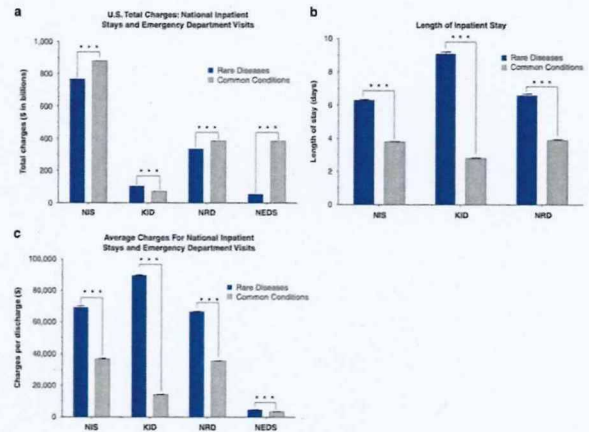 a
U.S. Total Charges: National Inpatient
Stays and Emergency Department Visits
Total charges ($ in billions)
1,000
800
600
400
200
0
* * *
* * *
* * *
* * *
Rare Diseases
Common Conditions
NIS KID NRD NEDS
b
Length of Inpatient Stay
Length of stay (days)
10
8
6
4
2
0
* * *
* * *
* * *
Rare Diseases
Common Conditions
NIS KID NRD
c
Average Charges For National Inpatient
Stays and Emergency Department Visits
Charges per discharge ($)
100,000
80,000
60,000
40,000
20,000
0
* * *
* * *
* * *
* * *
Rare Diseases
Common Conditions
NIS KID NRD NEDS